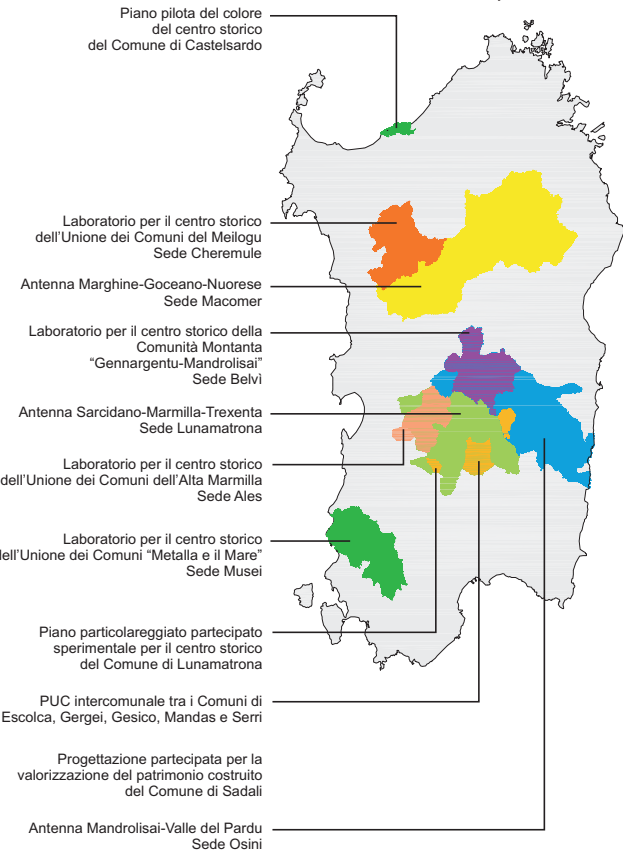 Piano pilota del colore
del centro storico
del Comune di Castelsardo
Laboratorio per il centro storico
dell'Unione dei Comuni del Meilogu
Sede Cheremule
Antenna Marghine-Goceano-Nuorese
Sede Macomer
Laboratorio per il centro storico della
Comunità Montanta
“Gennargentu-Mandrolisai”
Sede Belvì
Antenna Sarcidano-Marmilla-Trexenta
Sede Lunamatrona
Laboratorio per il centro storico
dell'Unione dei Comuni dell'Alta Marmilla
Sede Ales
Laboratorio per il centro storico
dell'Unione dei Comuni “Metalla e il Mare”
Sede Musei
Piano particolareggiato partecipato
sperimentale per il centro storico
del Comune di Lunamatrona
PUC intercomunale tra i Comuni di
Escolca, Gergei, Gesico, Mandas e Serri
Progettazione partecipata per la
valorizzazione del patrimonio costruito
del Comune di Sadali
Antenna Mandrolisai-Valle del Pardu
Sede Osini